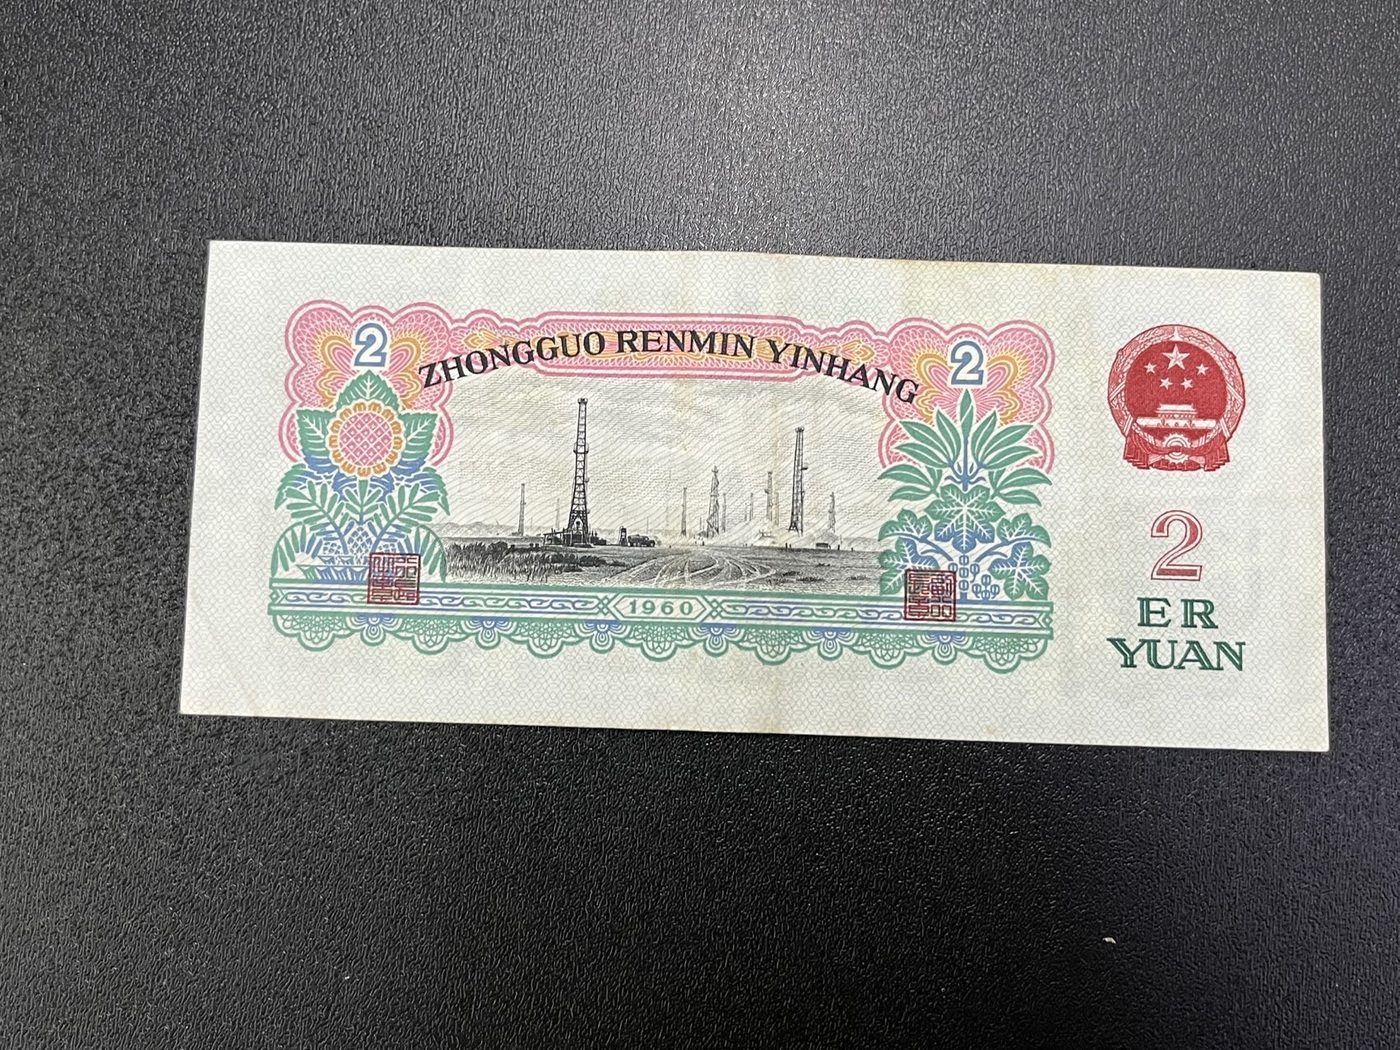 2
ZHONGGUO RENMIN YINHANG
2
1960
2
ER
YUAN